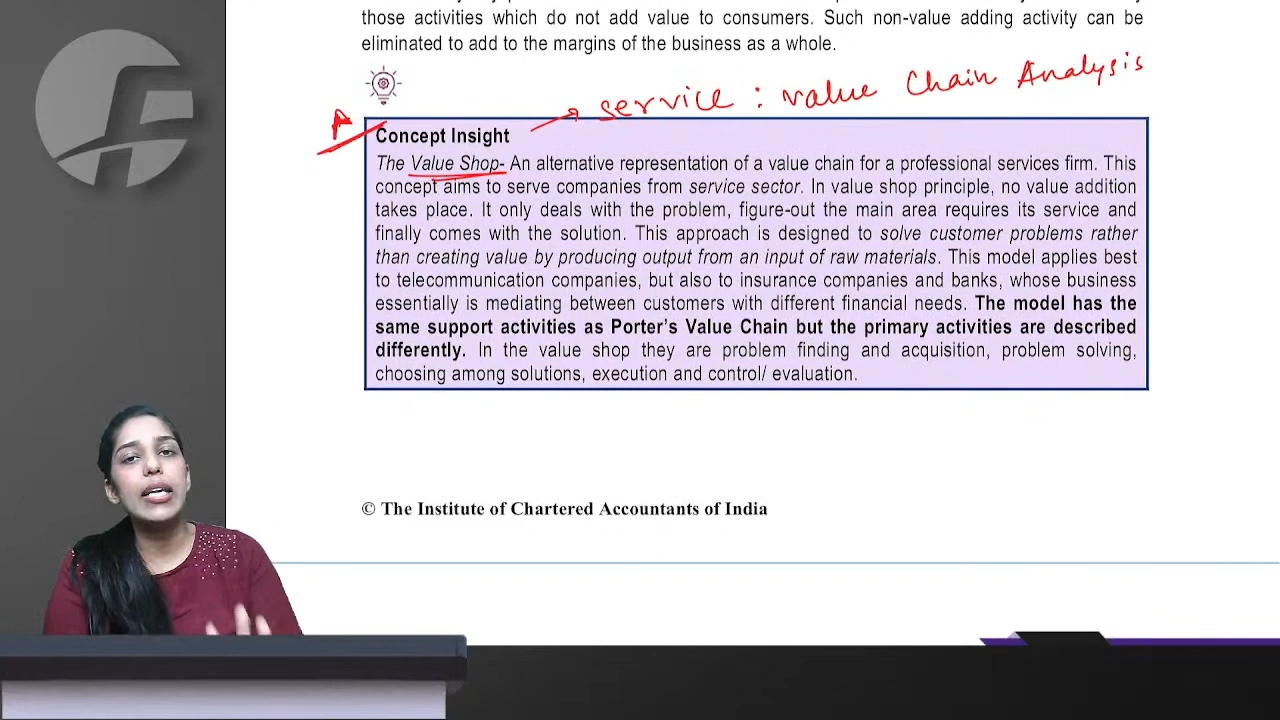 those activities which do not add value to consumers. Such non-value adding activity can be
eliminated to add to the margins of the business as a whole.
service : value Chain Analysis
A
Concept Insight
The Value Shop- An alternative representation of a value chain for a professional services firm. This
concept aims to serve companies from service sector. In value shop principle, no value addition
takes place. It only deals with the problem, figure-out the main area requires its service and
finally comes with the solution. This approach is designed to solve customer problems rather
than creating value by producing output from an input of raw materials. This model applies best
to telecommunication companies, but also to insurance companies and banks, whose business
essentially is mediating between customers with different financial needs. The model has the
same support activities as Porter's Value Chain but the primary activities are described
differently. In the value shop they are problem finding and acquisition, problem solving,
choosing among solutions, execution and control/ evaluation.
© The Institute of Chartered Accountants of India